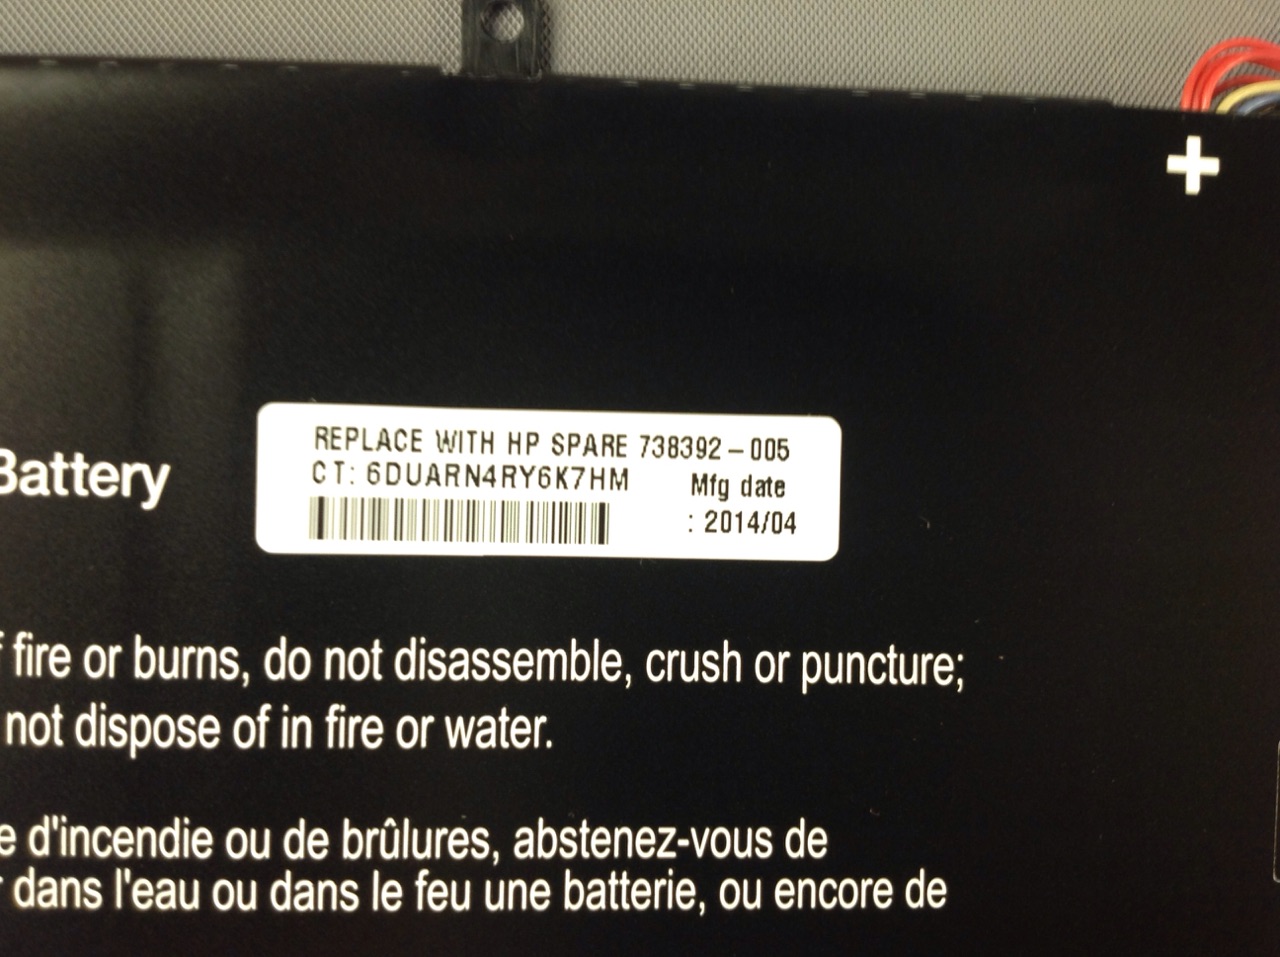 Battery
REPLACE WITH HP SPARE 738392-005
CT: 6DUARN4RY6K7HM
Mfg date
: 2014/04
fire or burns, do not disassemble, crush or puncture;
not dispose of in fire or water.
d'incendie ou de brûlures, abstenez-vous de
dans l'eau ou dans le feu une batterie, ou encore de